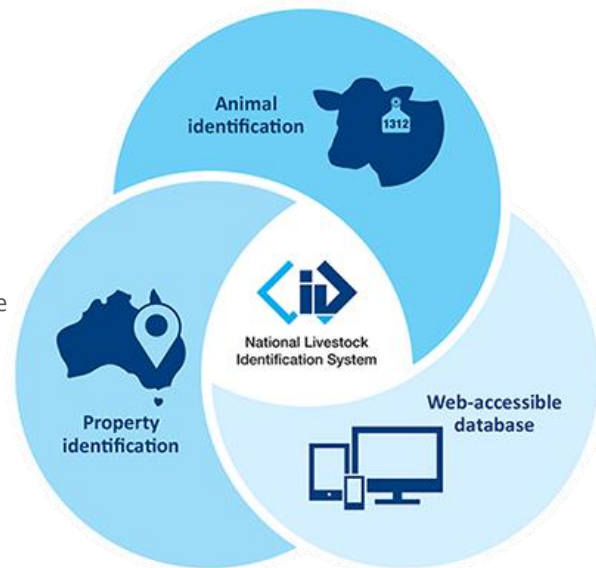 Animal
identification
1312
e
National Livestock
Identification System
Property
identification
Web-accessible
database